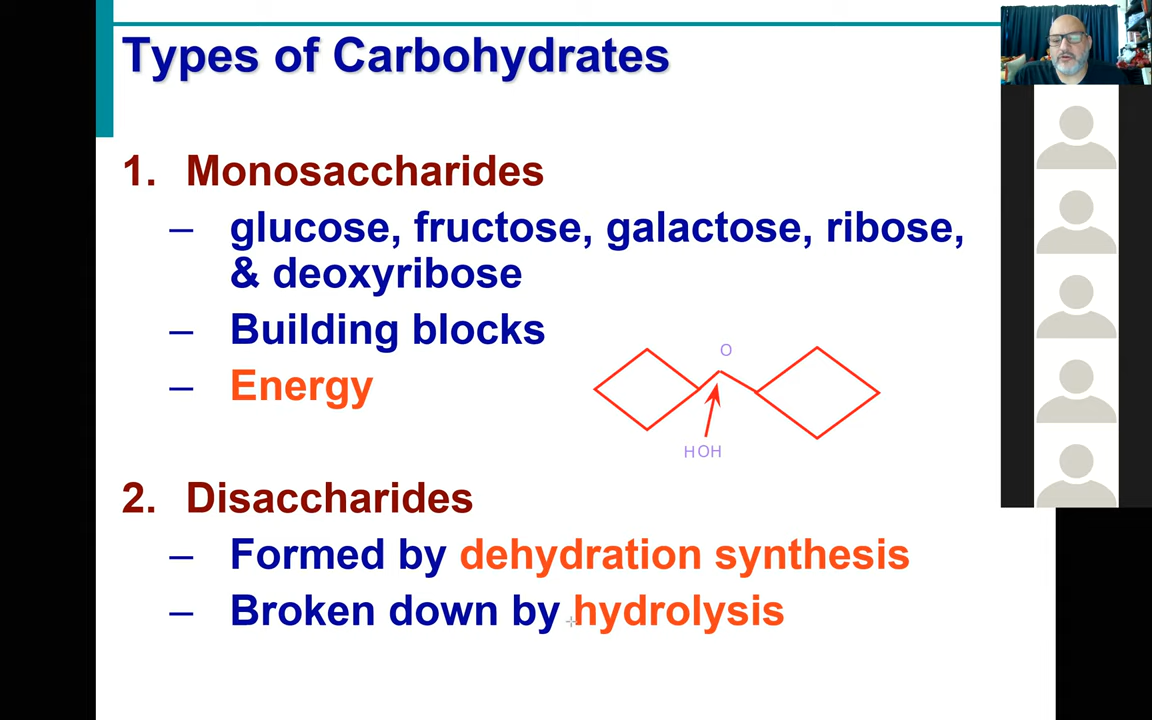 Types of Carbohydrates
1. Monosaccharides
– glucose, fructose, galactose, ribose,
& deoxyribose
– Building blocks
– Energy
O
H OH
2. Disaccharides
– Formed by dehydration synthesis
– Broken down by hydrolysis